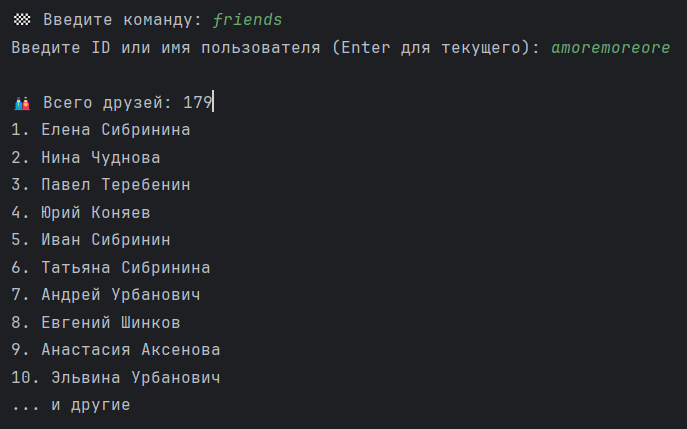 🏁 Введите команду: friends
Введите ID или имя пользователя (Enter для текущего): amoremoreore
👫 Всего друзей: 179
1. Елена Сибринина
2. Нина Чуднова
3. Павел Теребенин
4. Юрий Коняев
5. Иван Сибринин
6. Татьяна Сибринина
7. Андрей Урбанович
8. Евгений Шинков
9. Анастасия Аксенова
10. Эльвина Урбанович
... и другие